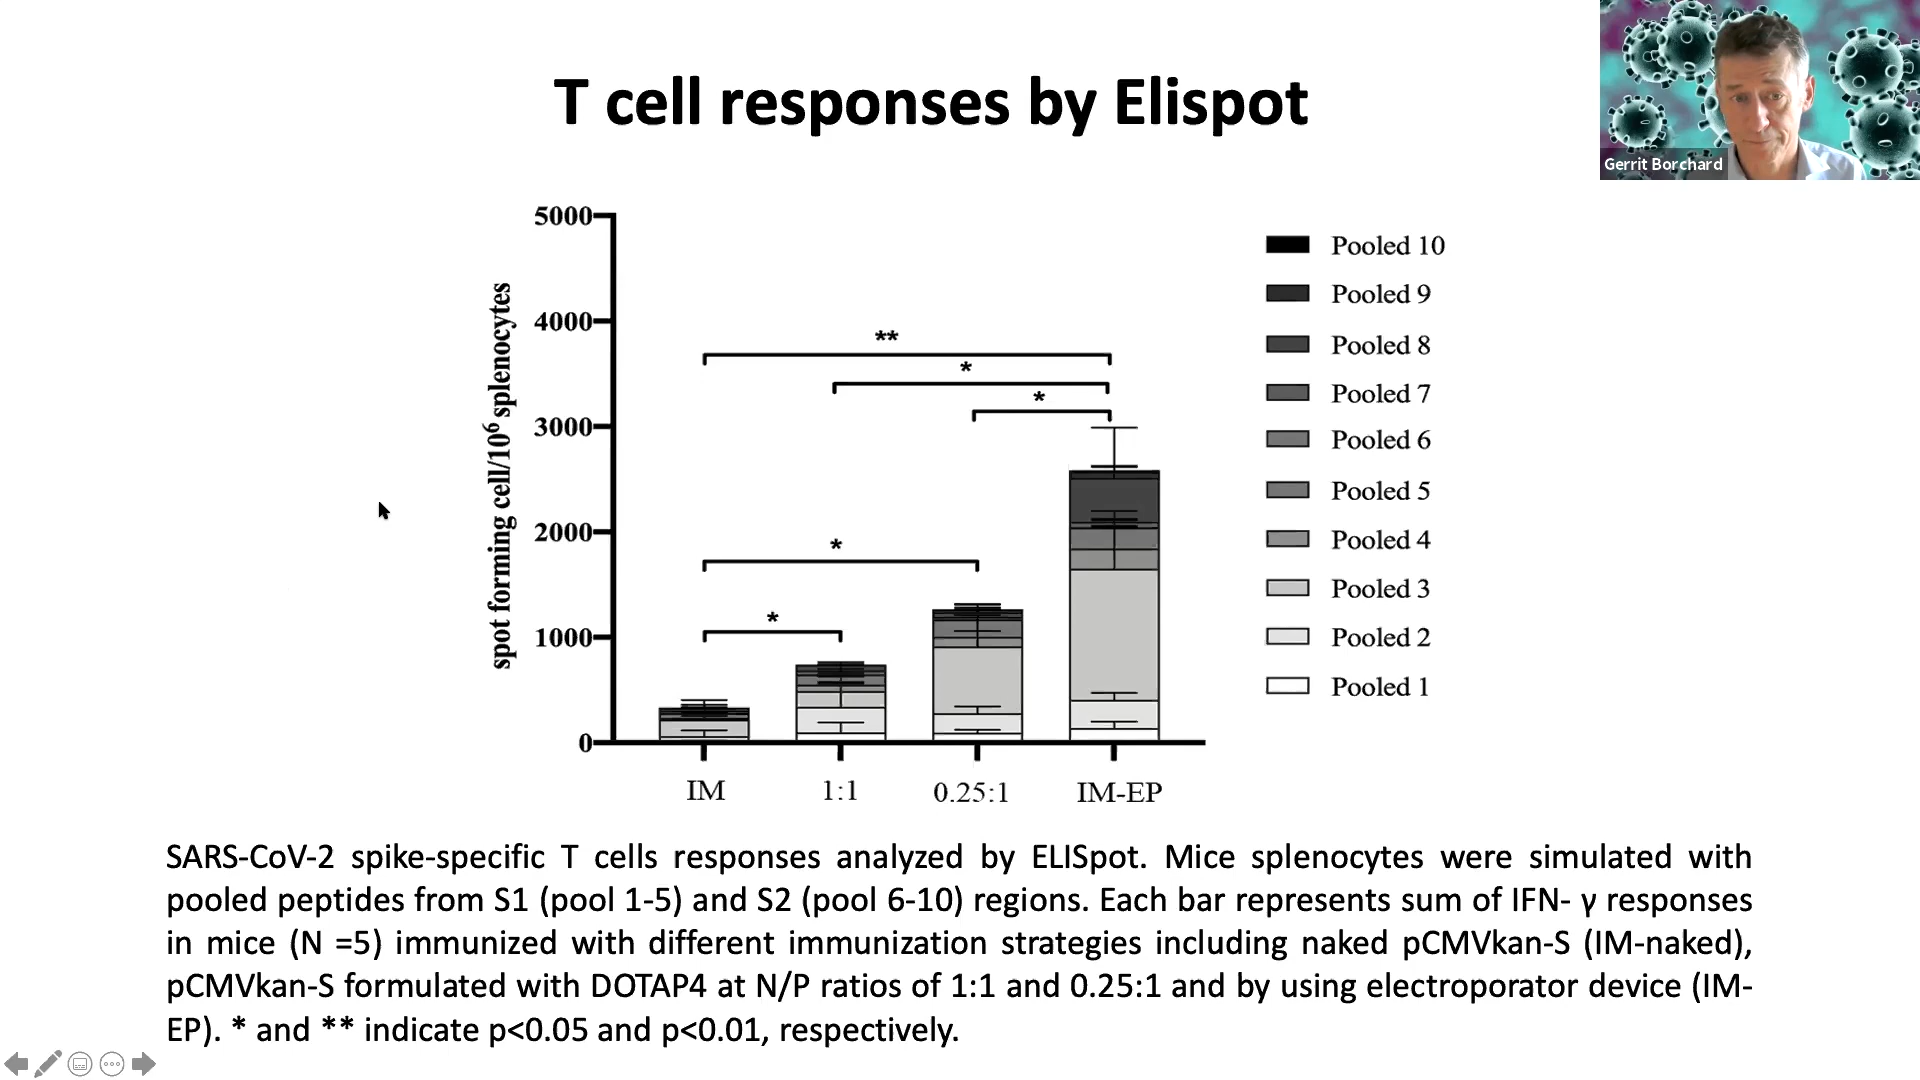 T cell responses by Elispot
Gerrit Borchard
5000
4000
3000
2000
1000
0
spot forming cell/10⁶ splenocytes
**
*
*
*
*
IM
1:1
0.25:1
IM-EP
Pooled 10
Pooled 9
Pooled 8
Pooled 7
Pooled 6
Pooled 5
Pooled 4
Pooled 3
Pooled 2
Pooled 1
SARS-CoV-2 spike-specific T cells responses analyzed by ELISpot. Mice splenocytes were simulated with
pooled peptides from S1 (pool 1-5) and S2 (pool 6-10) regions. Each bar represents sum of IFN- γ responses
in mice (N =5) immunized with different immunization strategies including naked pCMVkan-S (IM-naked),
pCMVkan-S formulated with DOTAP4 at N/P ratios of 1:1 and 0.25:1 and by using electroporator device (IM-
EP). * and ** indicate p<0.05 and p<0.01, respectively.